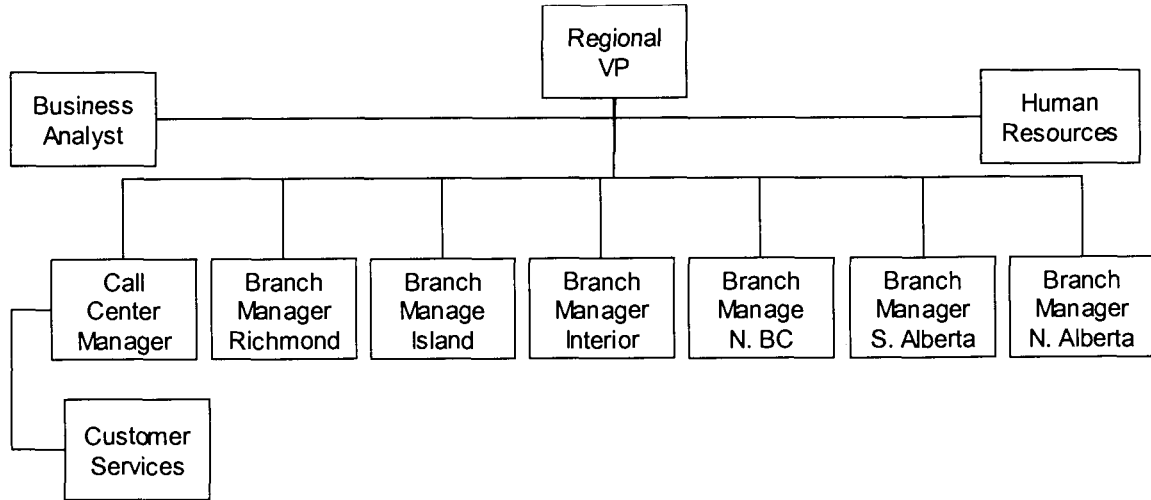 Regional
VP
Business
Analyst
Human
Resources
Call
Center
Manager
Branch
Manager
Richmond
Branch
Manage
Island
Branch
Manager
Interior
Branch
Manage
N. BC
Branch
Manager
S. Alberta
Branch
Manager
N. Alberta
Customer
Services